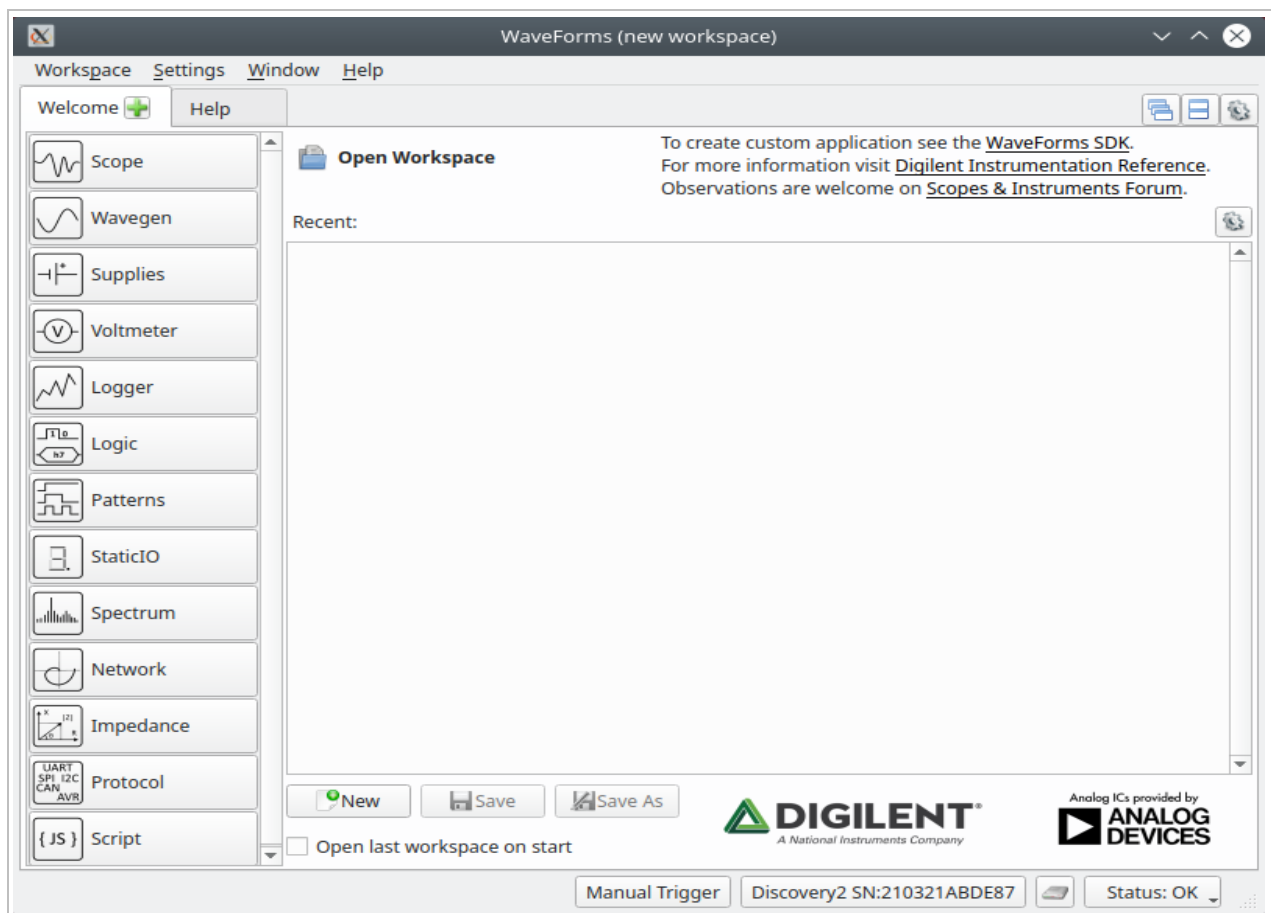 WaveForms (new workspace)
Workspace Settings Window Help
Welcome Help
To create custom application see the WaveForms SDK.
For more information visit Digilent Instrumentation Reference.
Observations are welcome on Scopes & Instruments Forum.
Open Workspace
Recent:
Scope
Wavegen
Supplies
V
Voltmeter
Logger
1 0
h7
Logic
Patterns
StaticIO
Spectrum
Network
X |Z|
θ R
Impedance
UART
SPI I2C
CAN
AVR
Protocol
{ JS }
Script
New Save Save As
Open last workspace on start
DIGILENT
A National Instruments Company
Analog ICs provided by
ANALOG
DEVICES
Manual Trigger Discovery2 SN:210321ABDE87 Status: OK